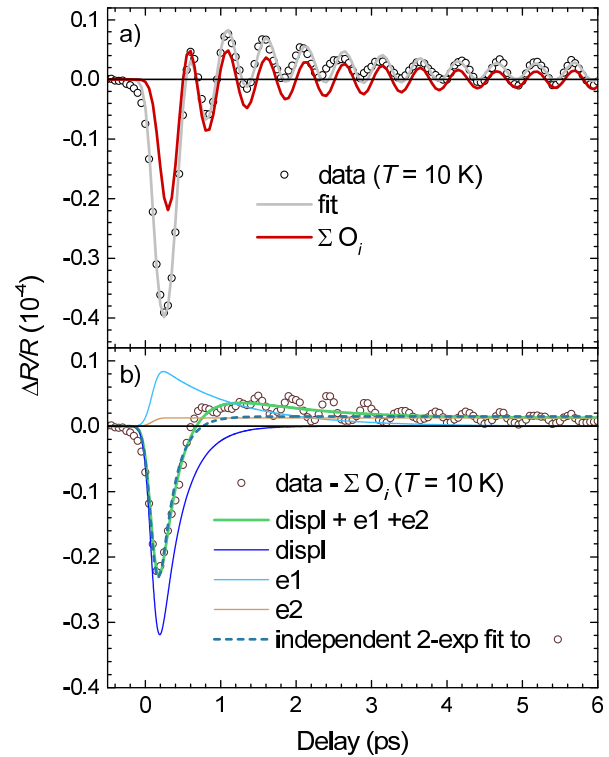 a)
0.1
0.0
-0.1
-0.2
-0.3
-0.4
data (T = 10 K)
fit
Σ Oi
ΔR/R (10-4)
b)
0.1
0.0
-0.1
-0.2
-0.3
-0.4
data - Σ Oi (T = 10 K)
displ + e1 +e2
displ
e1
e2
independent 2-exp fit to
0 1 2 3 4 5 6
Delay (ps)